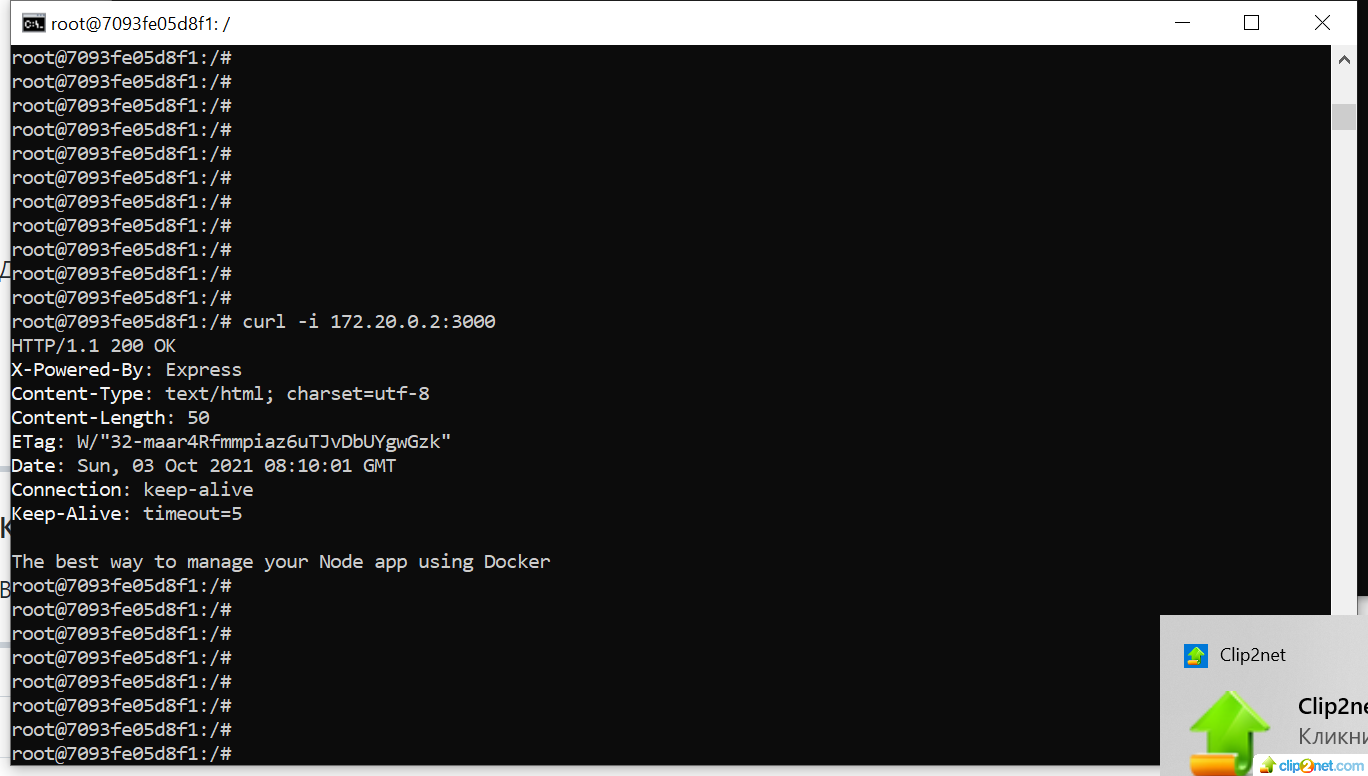 root@7093fe05d8f1: /
root@7093fe05d8f1:/#
root@7093fe05d8f1:/#
root@7093fe05d8f1:/#
root@7093fe05d8f1:/#
root@7093fe05d8f1:/#
root@7093fe05d8f1:/#
root@7093fe05d8f1:/#
root@7093fe05d8f1:/#
root@7093fe05d8f1:/#
root@7093fe05d8f1:/#
root@7093fe05d8f1:/#
root@7093fe05d8f1:/# curl -i 172.20.0.2:3000
HTTP/1.1 200 OK
X-Powered-By: Express
Content-Type: text/html; charset=utf-8
Content-Length: 50
ETag: W/"32-maar4Rfmmpiaz6uTJvDbUYgwGzk"
Date: Sun, 03 Oct 2021 08:10:01 GMT
Connection: keep-alive
Keep-Alive: timeout=5
The best way to manage your Node app using Docker
root@7093fe05d8f1:/#
root@7093fe05d8f1:/#
root@7093fe05d8f1:/#
root@7093fe05d8f1:/#
root@7093fe05d8f1:/#
root@7093fe05d8f1:/#
root@7093fe05d8f1:/#
root@7093fe05d8f1:/#
Clip2net
Clip2ne
Кликни
clip2net.com